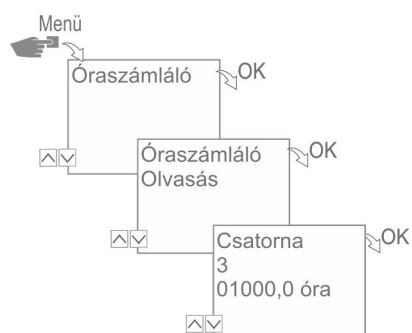 Menü
Óraszámláló
OK
Óraszámláló
Olvasás
OK
Csatorna
3
01000,0 óra
OK